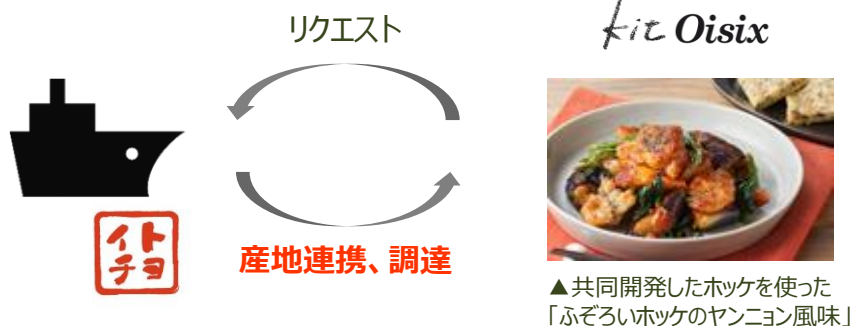 リクエスト
kit Oisix
トヨ
イチ
産地連携、調達
▲共同開発したホッケを使った
「ふぞろいホッケのヤンニョン風味」